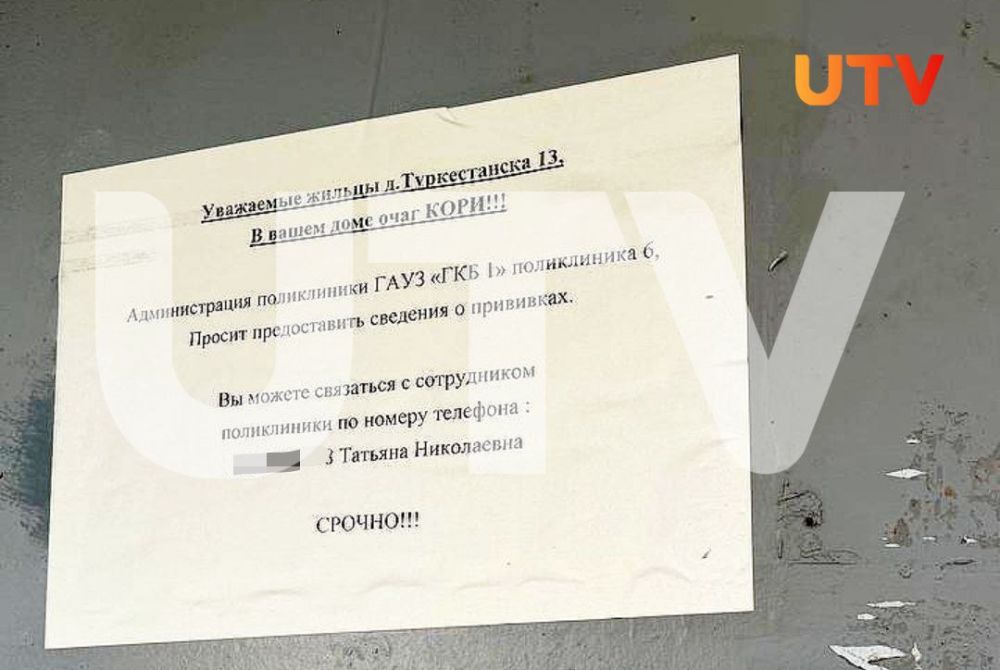 UTV
Уважаемые жильцы д.Туркестанска 13,
В вашем доме очаг КОРИ!!!
Администрация поликлиники ГАУЗ «ГКБ 1» поликлиника 6,
Просит предоставить сведения о прививках.
Вы можете связаться с сотрудником
поликлиники по номеру телефона :
3 Татьяна Николаевна
СРОЧНО!!!
UTV